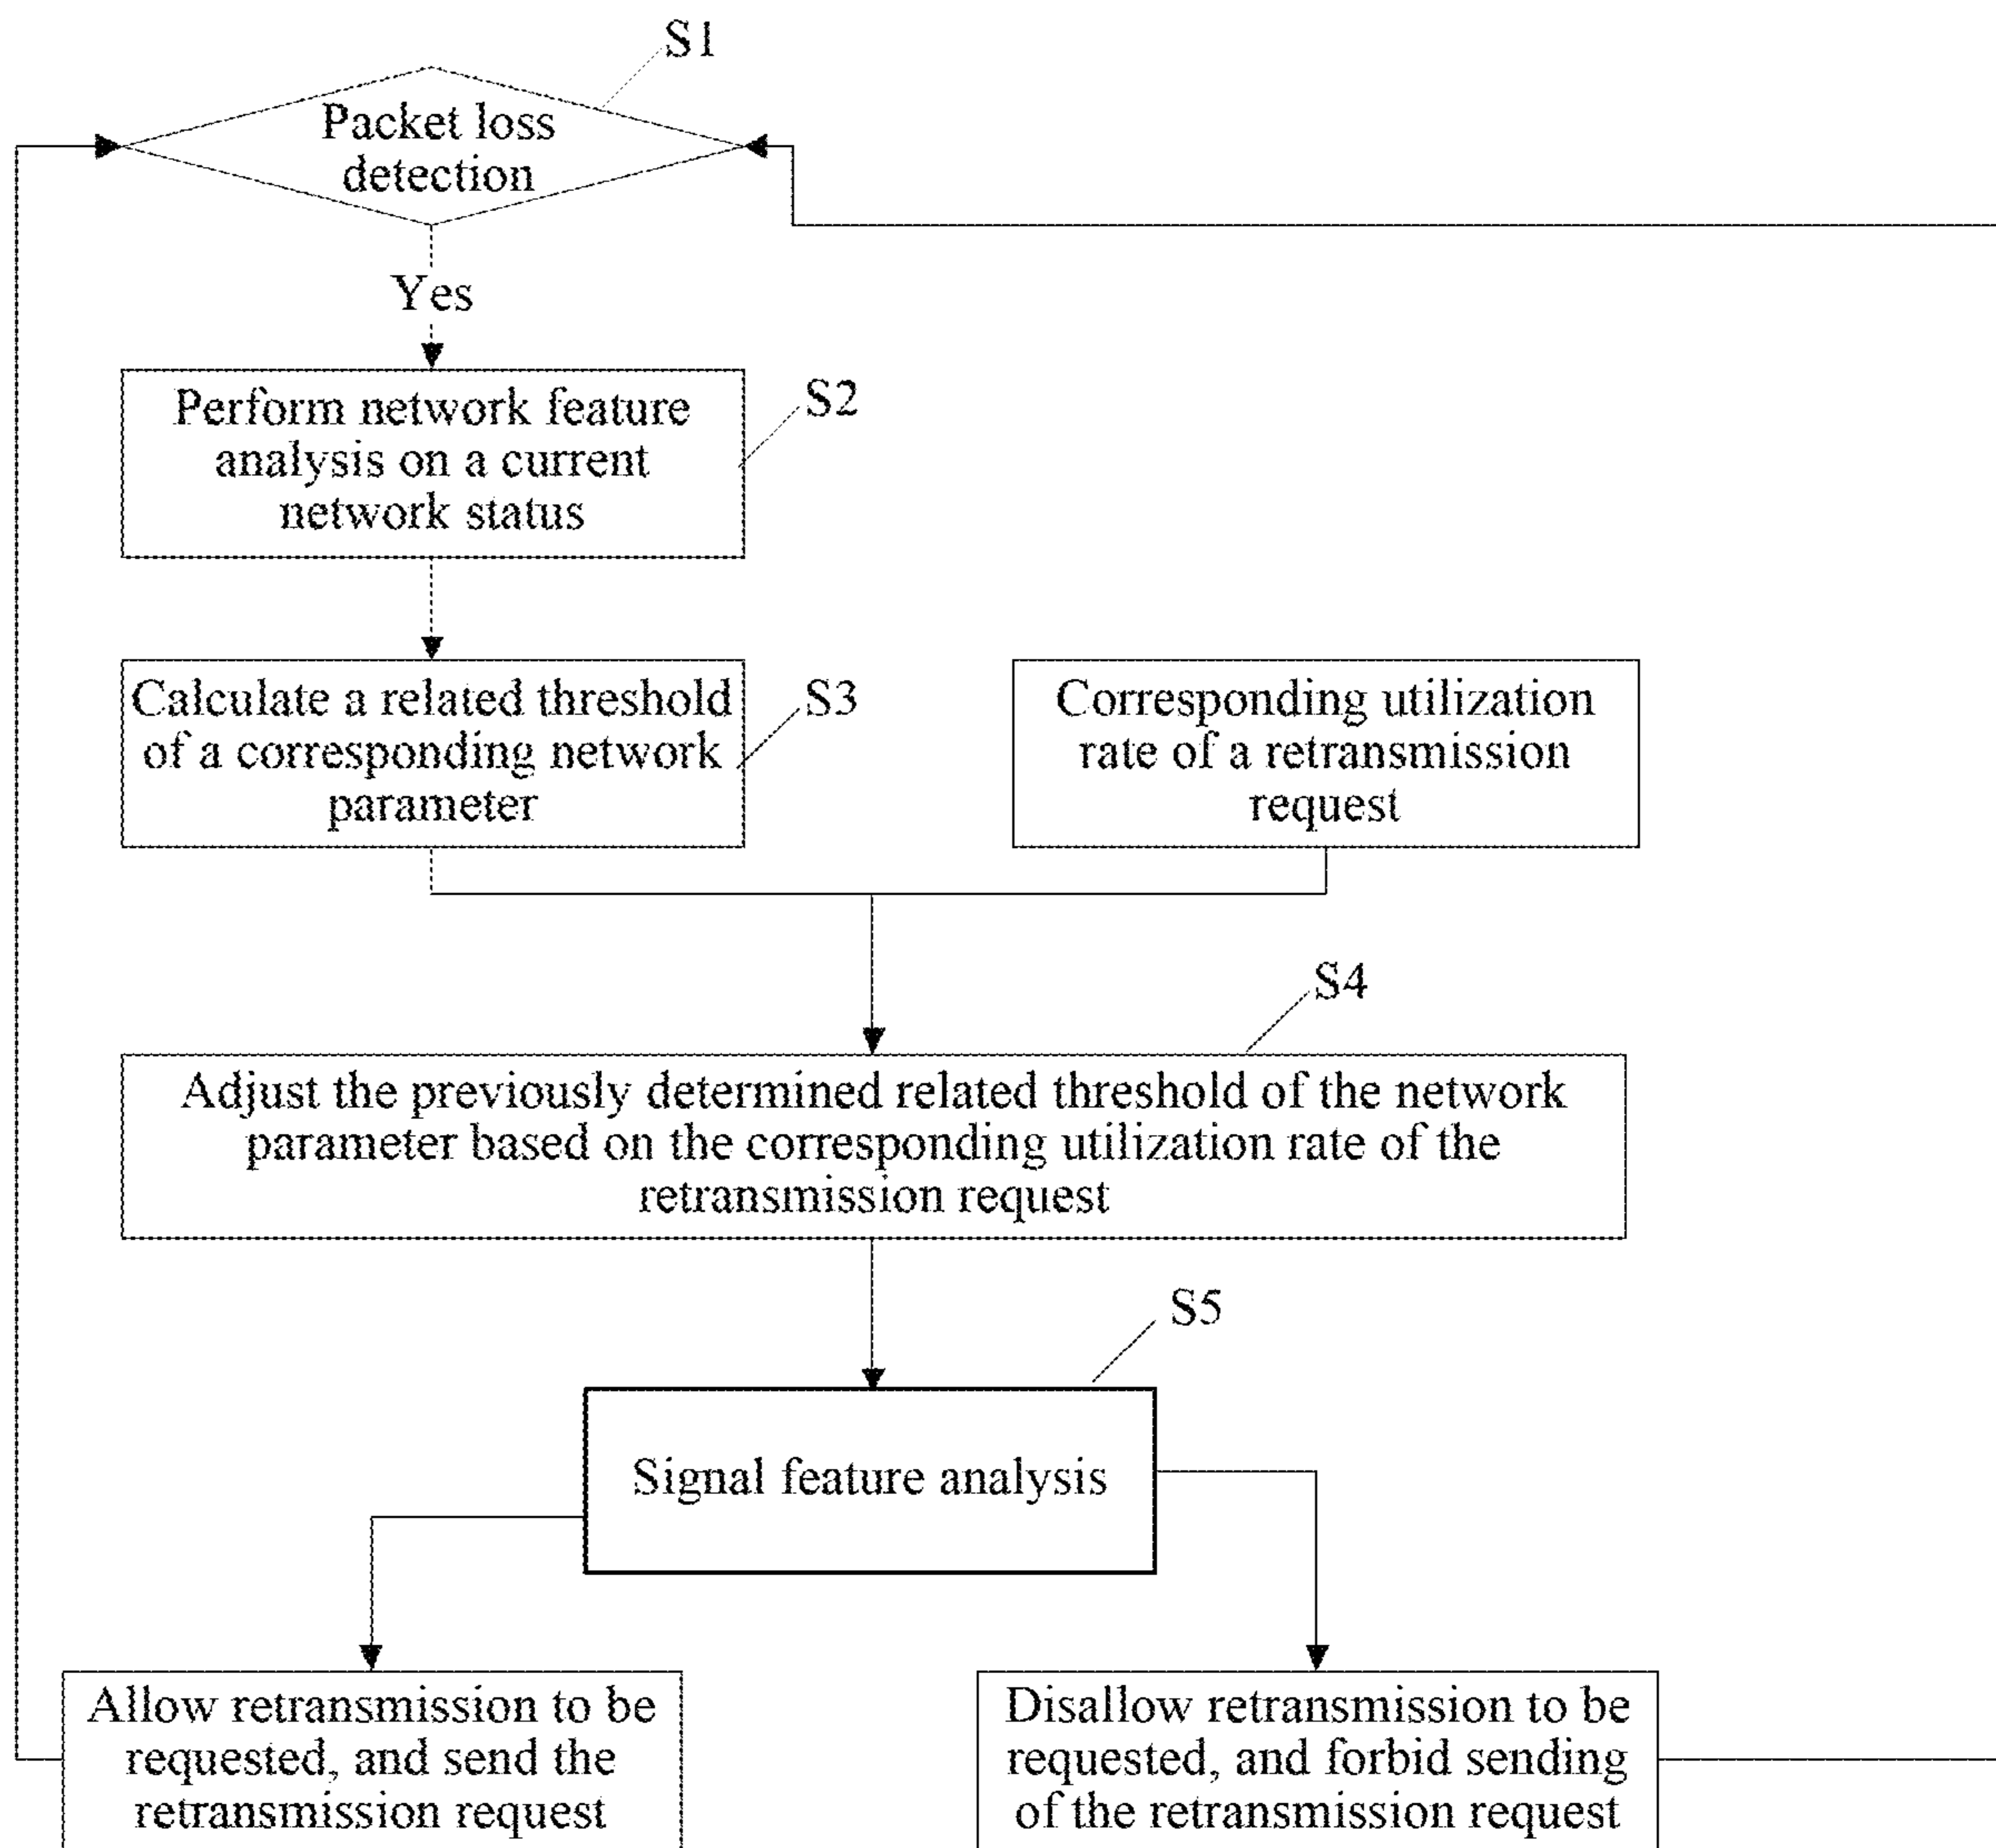 S1
Packet loss
detection
Yes
Perform network feature
analysis on a current
network status
S2
Calculate a related threshold
of a corresponding network
parameter
S3
Corresponding utilization
rate of a retransmission
request
S4
Adjust the previously determined related threshold of the network
parameter based on the corresponding utilization rate of the
retransmission request
S5
Signal feature analysis
Allow retransmission to be
requested, and send the
retransmission request
Disallow retransmission to be
requested, and forbid sending
of the retransmission request